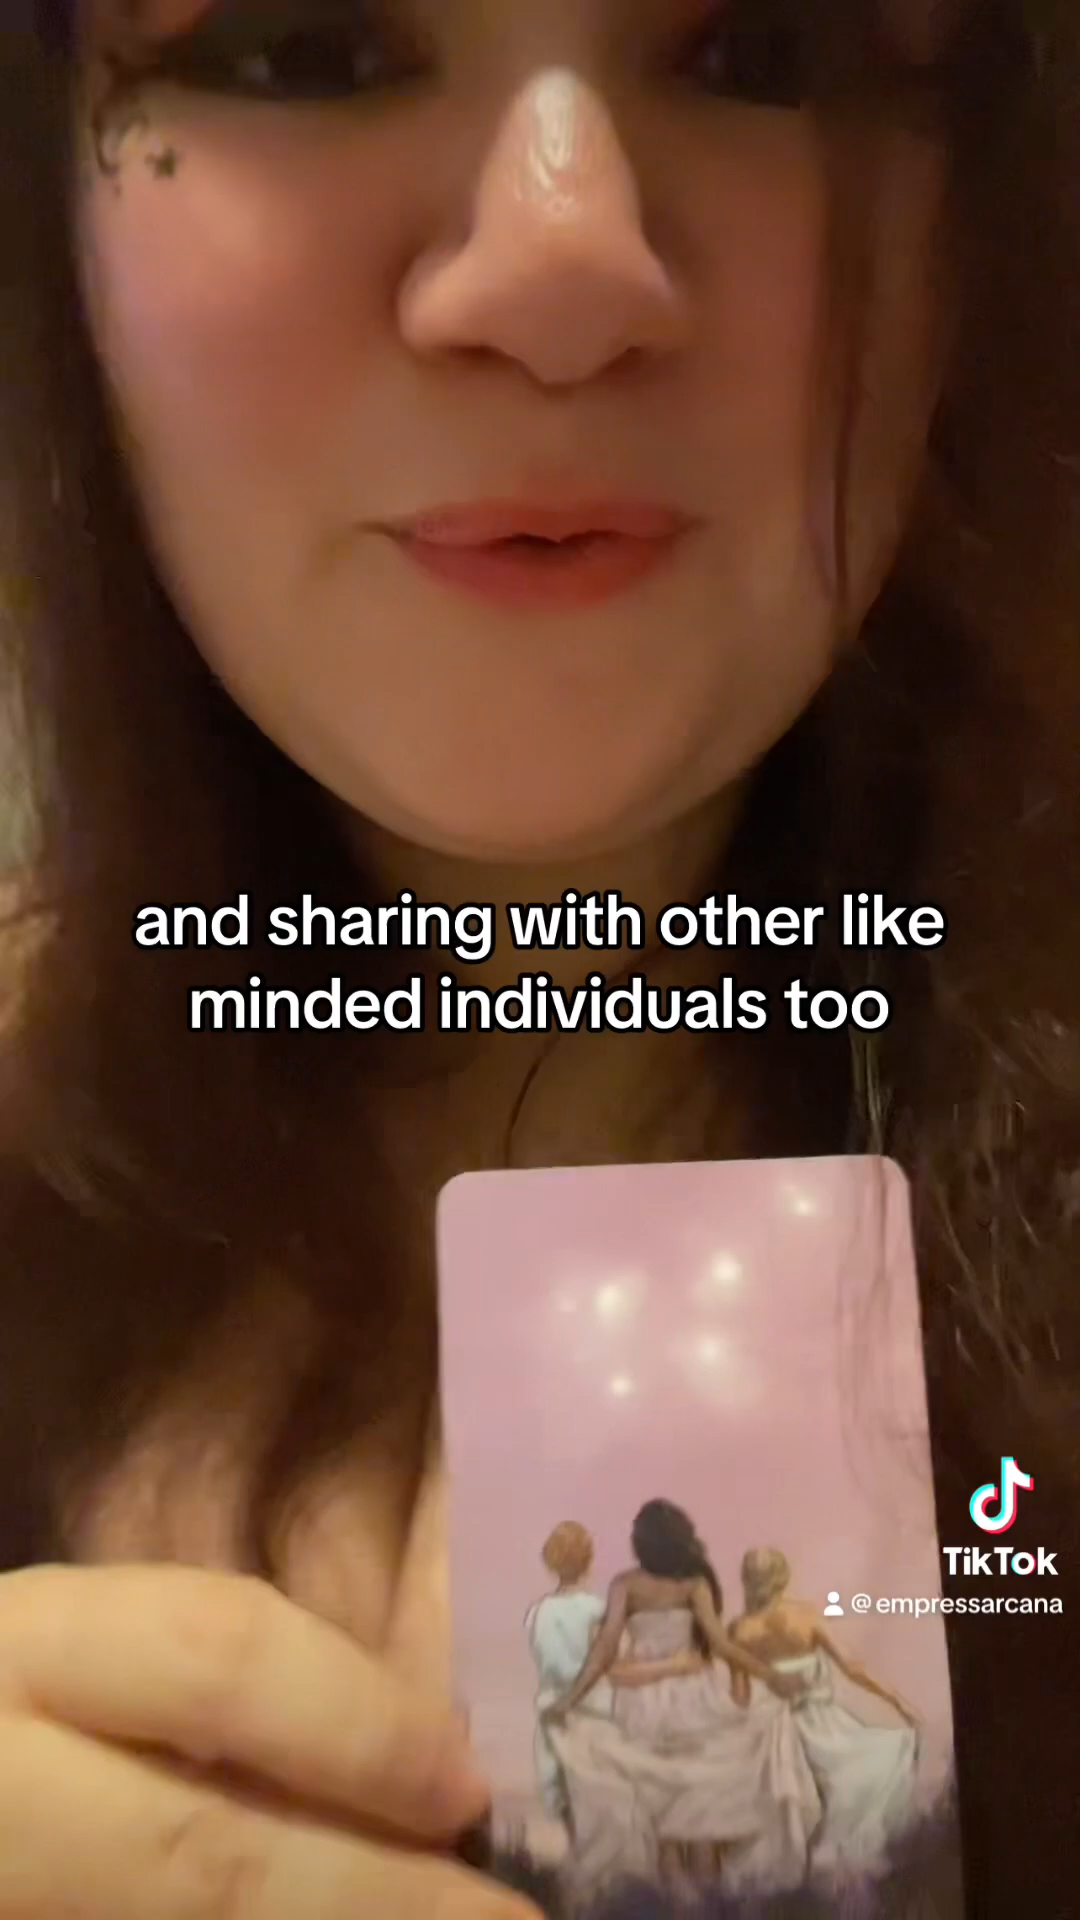 and sharing with other like
minded individuals too
TikTok
@empressarcana